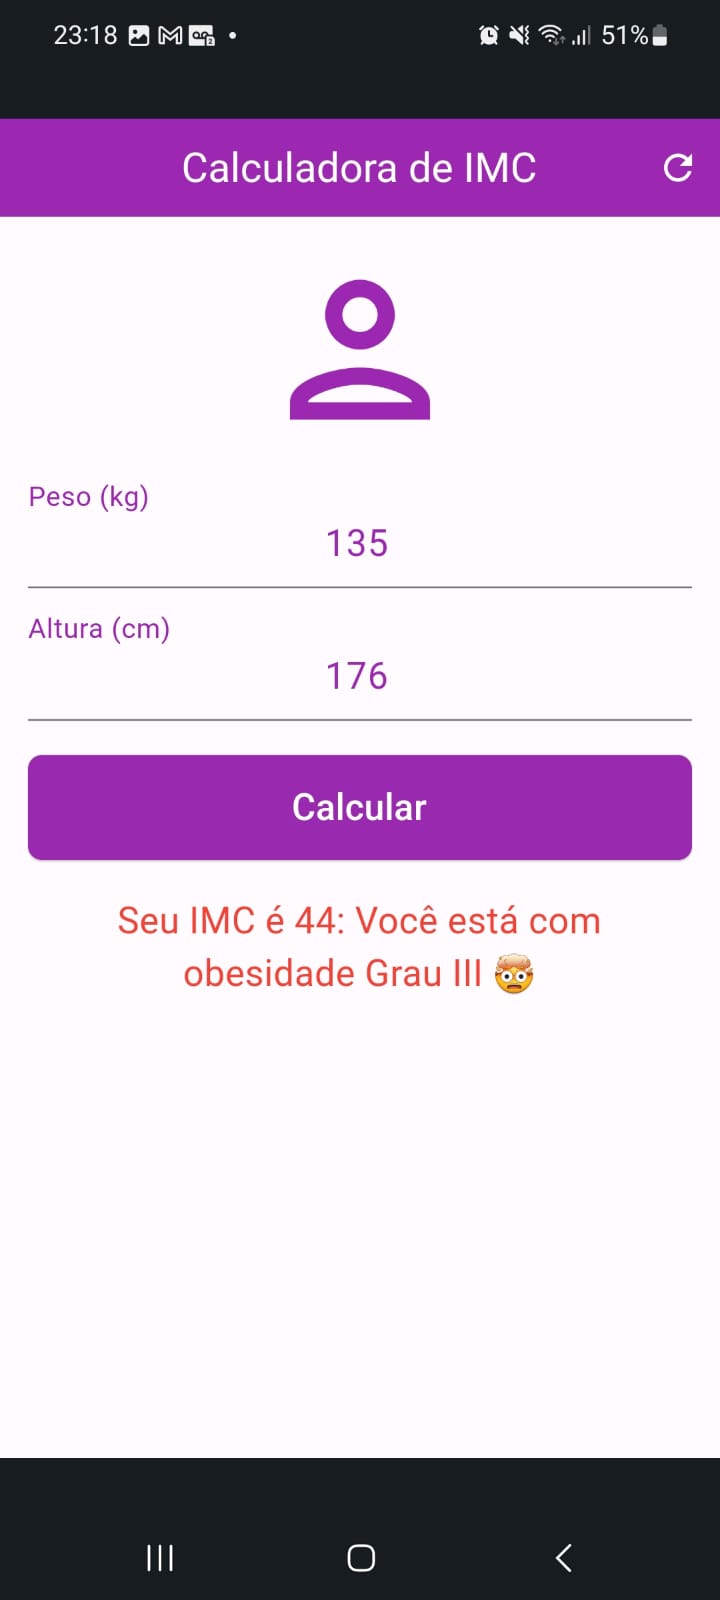 23:18
51%
Calculadora de IMC
Peso (kg)
135
Altura (cm)
176
Calcular
Seu IMC é 44: Você está com
obesidade Grau III 🤯